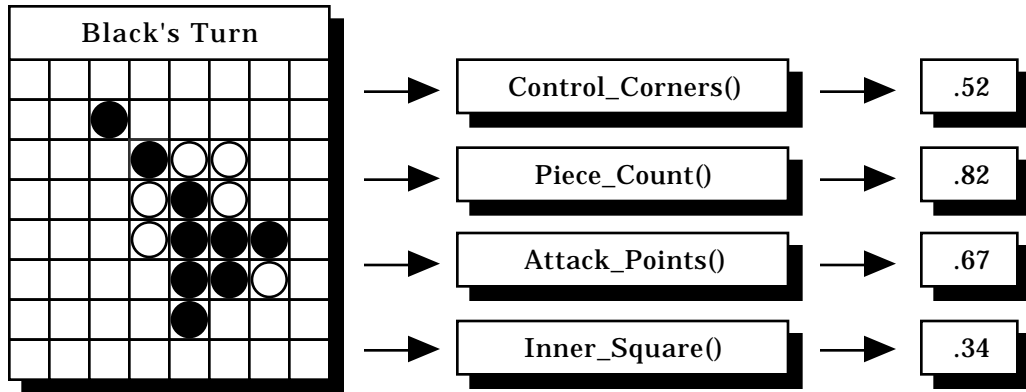 Black's Turn
Control_Corners()
.52
Piece_Count()
.82
Attack_Points()
.67
Inner_Square()
.34